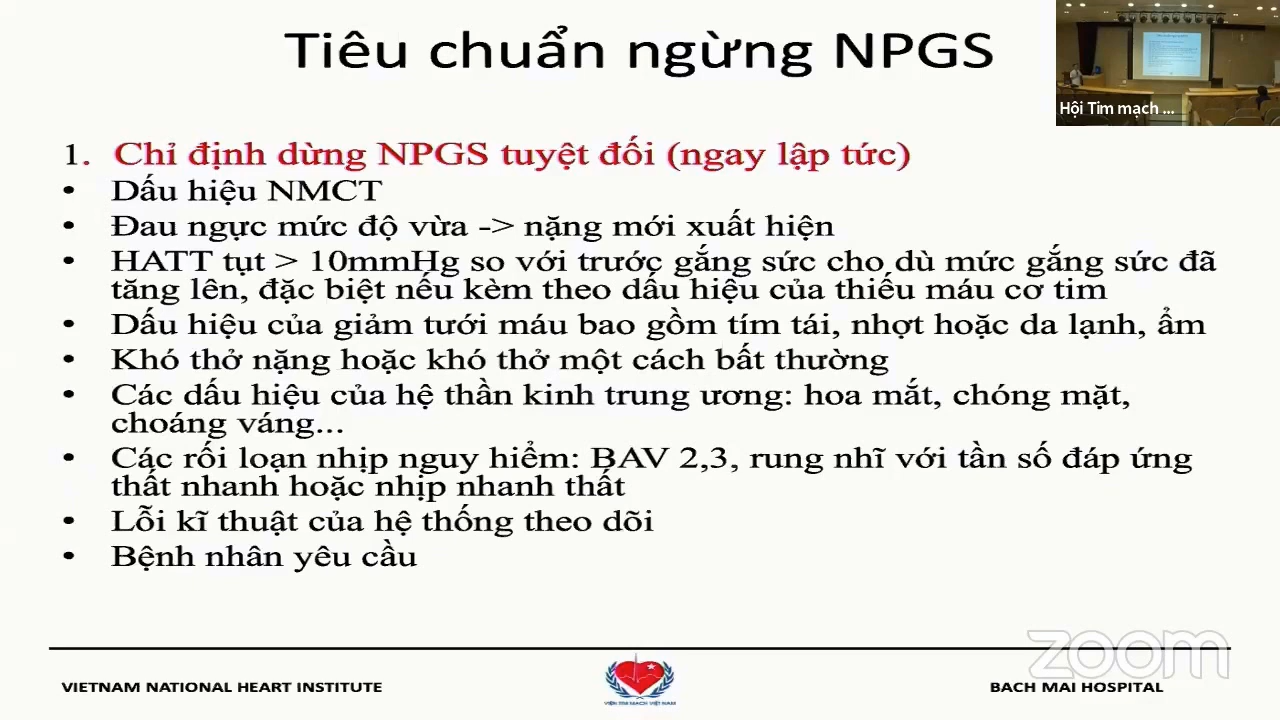 Tiêu chuẩn ngừng NPGS
Hội Tim mạch ...
1. Chỉ định dừng NPGS tuyệt đối (ngay lập tức)
• Dấu hiệu NMCT
• Đau ngực mức độ vừa -> nặng mới xuất hiện
• HATT tụt > 10mmHg so với trước gắng sức cho dù mức gắng sức đã
tăng lên, đặc biệt nếu kèm theo dấu hiệu của thiếu máu cơ tim
• Dấu hiệu của giảm tưới máu bao gồm tím tái, nhợt hoặc da lạnh, ẩm
• Khó thở nặng hoặc khó thở một cách bất thường
• Các dấu hiệu của hệ thần kinh trung ương: hoa mắt, chóng mặt,
choáng váng...
• Các rối loạn nhịp nguy hiểm: BAV 2,3, rung nhĩ với tần số đáp ứng
thất nhanh hoặc nhịp nhanh thất
• Lỗi kĩ thuật của hệ thống theo dõi
• Bệnh nhân yêu cầu
zoom
VIETNAM NATIONAL HEART INSTITUTE
VIỆN TIM MẠCH VIỆT NAM
BACH MAI HOSPITAL